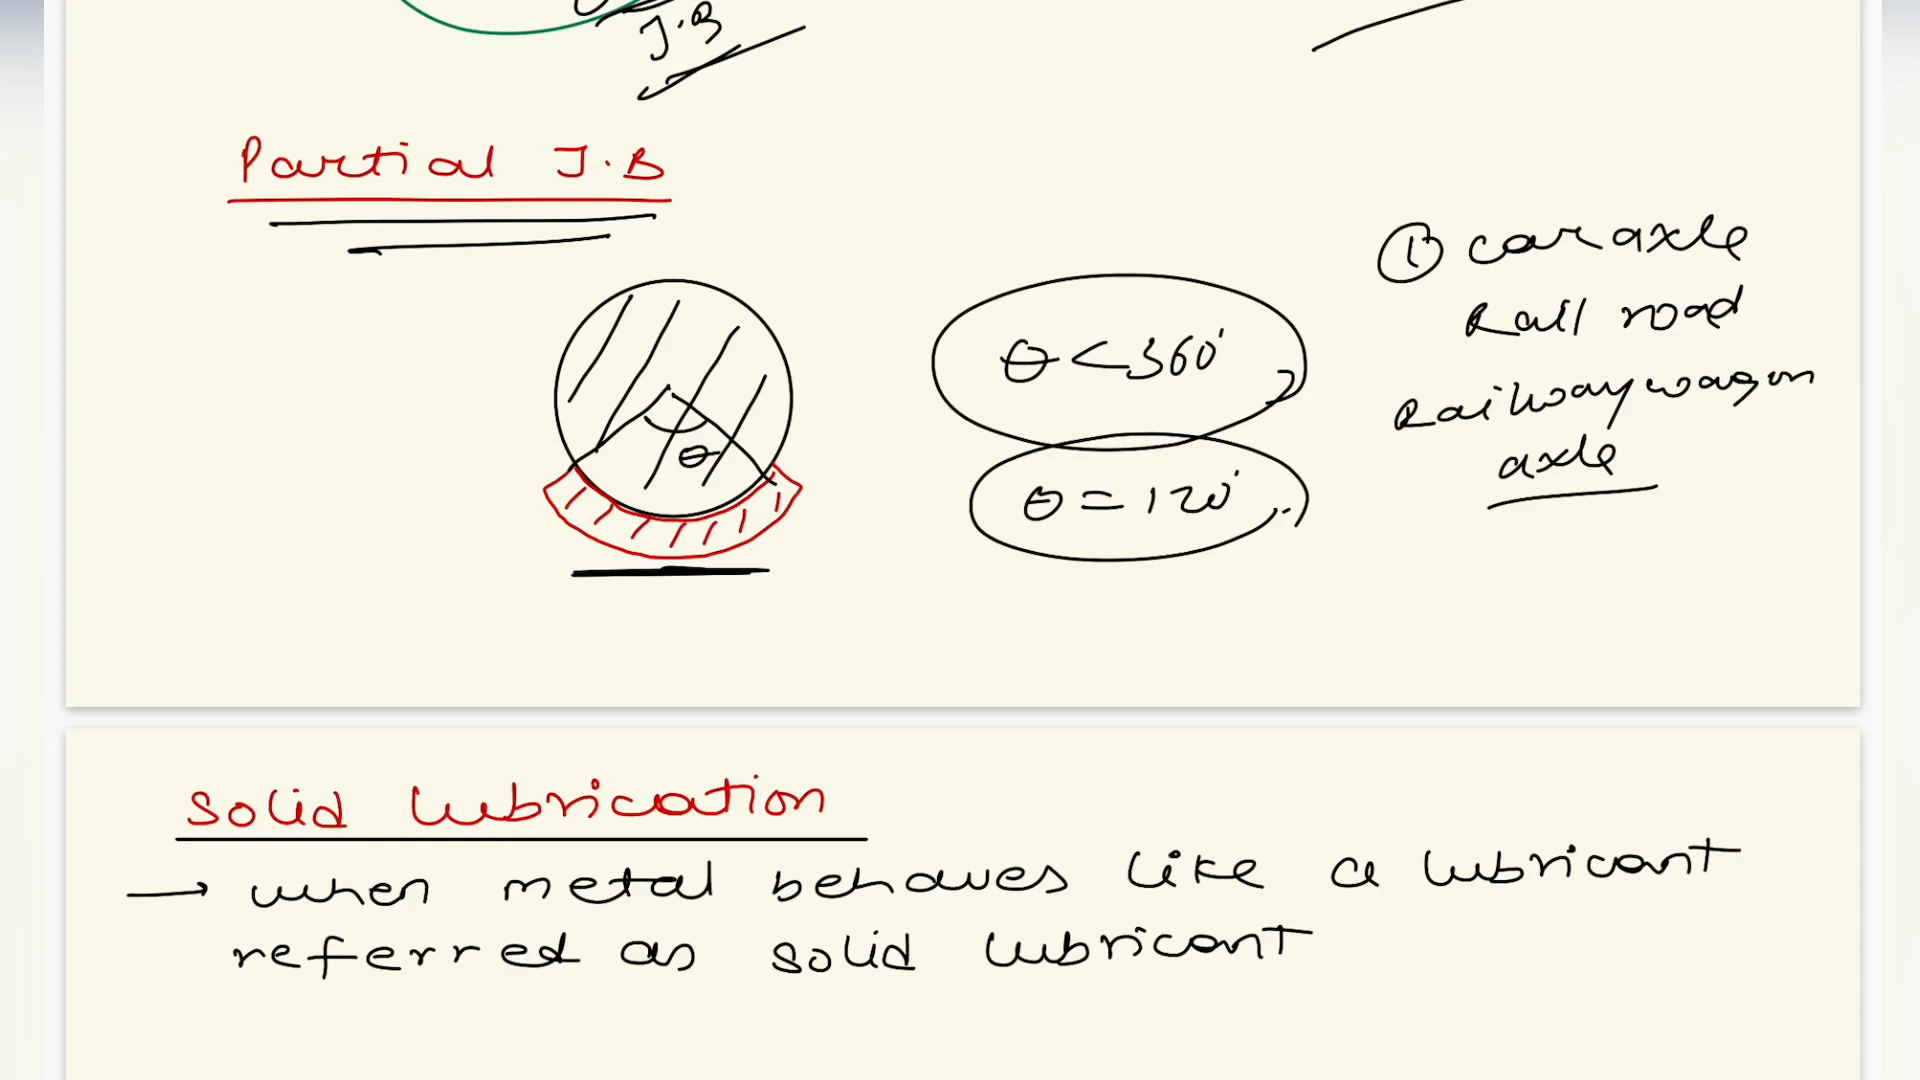 J.B
Partial J.B
θ
θ < 360°
θ = 120°
① car axle
Rail road
Railway wagon
axle
Solid lubrication
→ when metal behaves like a lubricant
referred as solid lubricant